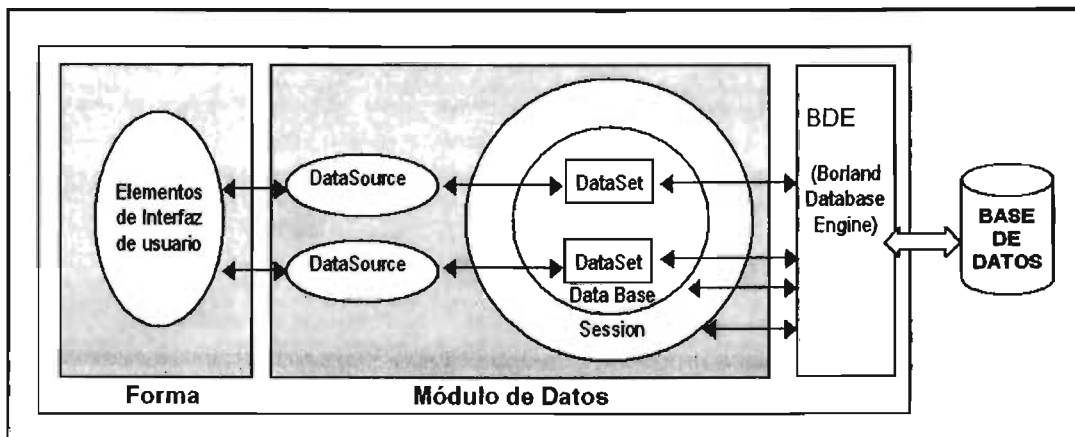 Elementos
de Interfaz
de usuario
DataSource
DataSource
DataSet
DataSet
Data Base
Session
BDE
(Borland
Database
Engine)
BASE
DE
DATOS
Forma
Módulo de Datos